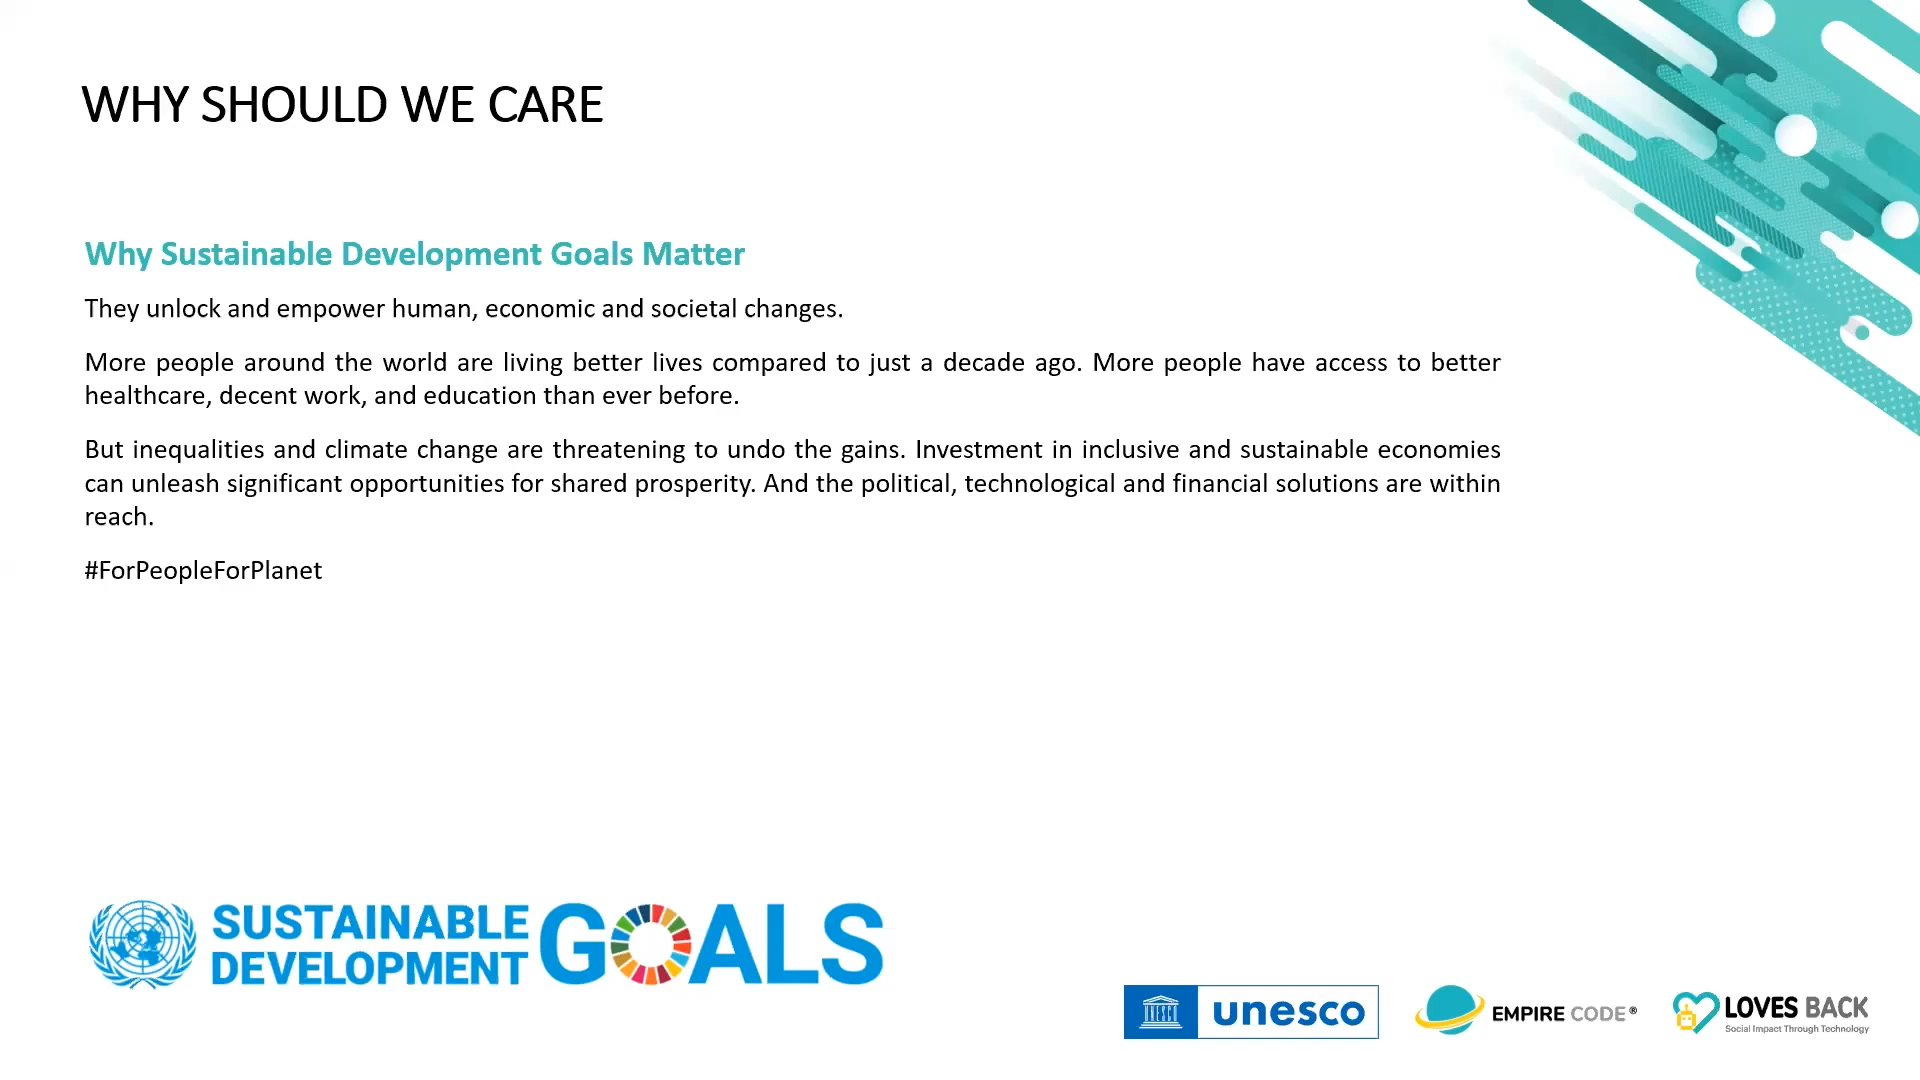 WHY SHOULD WE CARE
Why Sustainable Development Goals Matter
They unlock and empower human, economic and societal changes.
More people around the world are living better lives compared to just a decade ago. More people have access to better
healthcare, decent work, and education than ever before.
But inequalities and climate change are threatening to undo the gains. Investment in inclusive and sustainable economies
can unleash significant opportunities for shared prosperity. And the political, technological and financial solutions are within
reach.
#ForPeopleForPlanet
SUSTAINABLE
DEVELOPMENT
GOALS
UNESCO
unesco
EMPIRE CODE®
LOVES BACK
Social Impact Through Technology